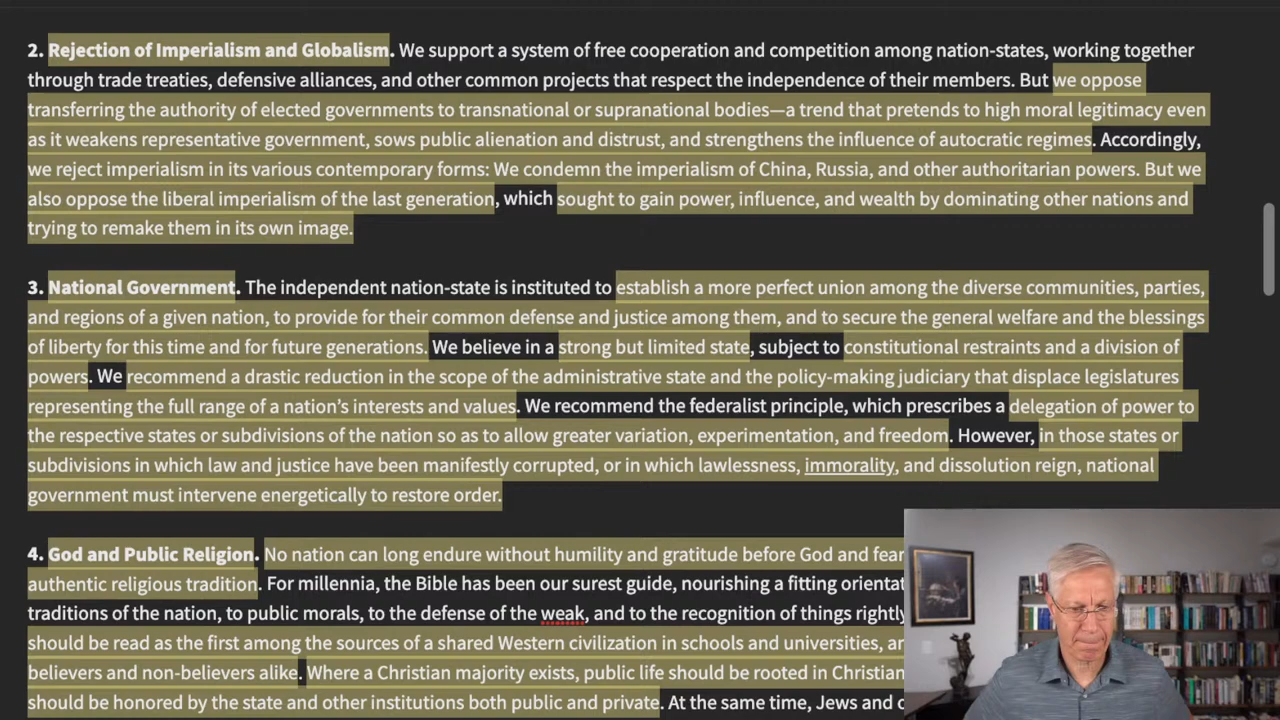 2. Rejection of Imperialism and Globalism. We support a system of free cooperation and competition among nation-states, working together
through trade treaties, defensive alliances, and other common projects that respect the independence of their members. But we oppose
transferring the authority of elected governments to transnational or supranational bodies—a trend that pretends to high moral legitimacy even
as it weakens representative government, sows public alienation and distrust, and strengthens the influence of autocratic regimes. Accordingly,
we reject imperialism in its various contemporary forms: We condemn the imperialism of China, Russia, and other authoritarian powers. But we
also oppose the liberal imperialism of the last generation, which sought to gain power, influence, and wealth by dominating other nations and
trying to remake them in its own image.
3. National Government. The independent nation-state is instituted to establish a more perfect union among the diverse communities, parties,
and regions of a given nation, to provide for their common defense and justice among them, and to secure the general welfare and the blessings
of liberty for this time and for future generations. We believe in a strong but limited state, subject to constitutional restraints and a division of
powers. We recommend a drastic reduction in the scope of the administrative state and the policy-making judiciary that displace legislatures
representing the full range of a nation’s interests and values. We recommend the federalist principle, which prescribes a delegation of power to
the respective states or subdivisions of the nation so as to allow greater variation, experimentation, and freedom. However, in those states or
subdivisions in which law and justice have been manifestly corrupted, or in which lawlessness, immorality, and dissolution reign, national
government must intervene energetically to restore order.
4. God and Public Religion. No nation can long endure without humility and gratitude before God and fear
authentic religious tradition. For millennia, the Bible has been our surest guide, nourishing a fitting
traditions of the nation, to public morals, to the defense of the weak, and to the recognition of things rightly
should be read as the first among the sources of a shared Western civilization in schools and universities,
believers and non-believers alike. Where a Christian majority exists, public life should be rooted in Christian
should be honored by the state and other institutions both public and private. At the same time, Jews and